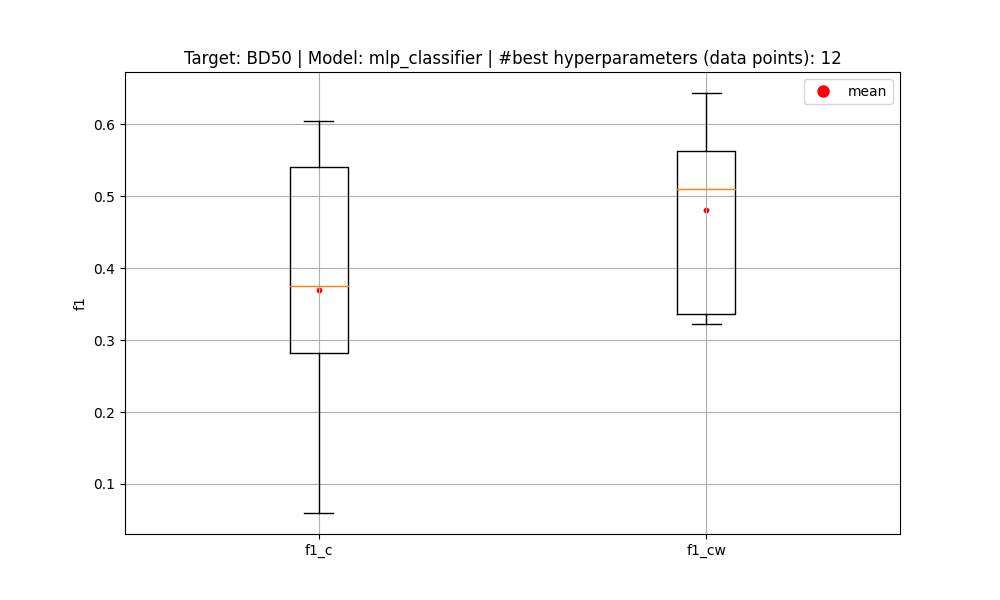 Target: BD50 | Model: mlp_classifier | #best hyperparameters (data points): 12
mean
0.6
0.5
0.4
0.3
0.2
0.1
f1
f1_c
f1_cw